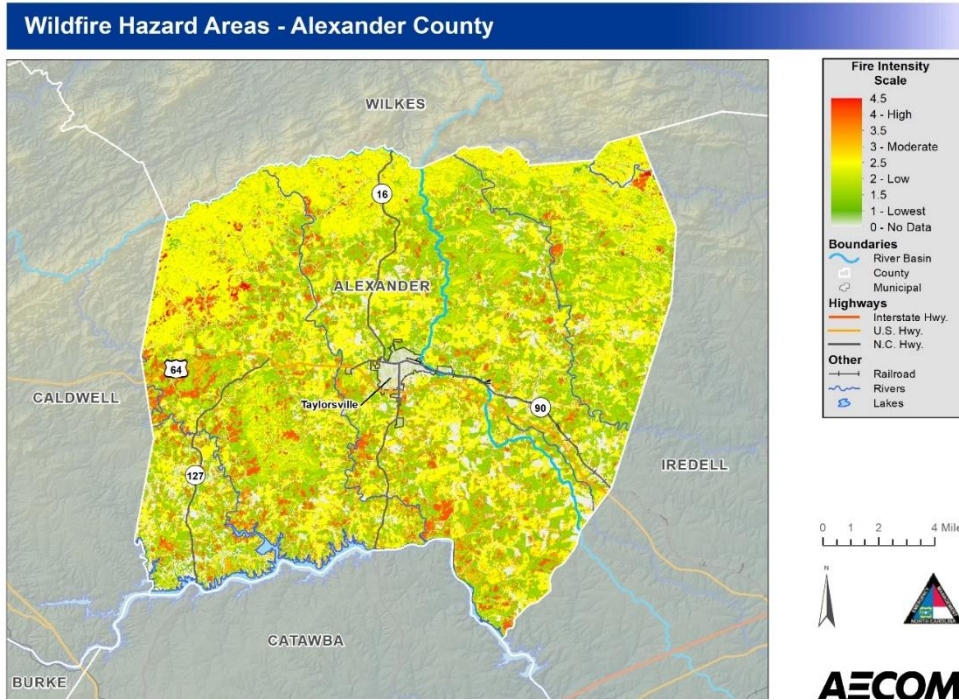 Wildfire Hazard Areas - Alexander County
WILKES
16
ALEXANDER
64
CALDWELL
Taylorsville
90
127
IREDELL
CATAWBA
BURKE
Fire Intensity
Scale
4.5
4 - High
3.5
3 - Moderate
2.5
2 - Low
1.5
1 - Lowest
0 - No Data
Boundaries
River Basin
County
Municipal
Highways
Interstate Hwy.
U.S. Hwy.
N.C. Hwy.
Other
Railroad
Rivers
Lakes
0 1 2 4 Mile
N
NORTH CAROLINA
AECOM